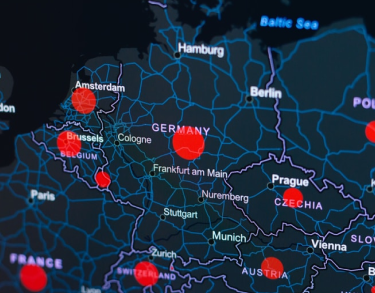 Baltic Sea
Hamburg
Amsterdam
Berlin
don
POL
GERMANY
Brussels
Cologne
BELGIUM
Frankfurt am Main
Prague
Nuremberg
Paris
CZECHIA
Stuttgart
Munich
SLO
Vienna
Zurich
FRANCE
SWITZERLAND
AUSTRIA
B